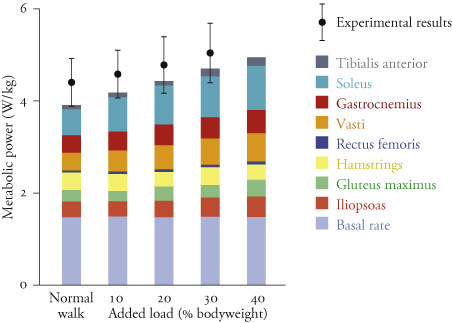 6
4
2
0
Metabolic power (W/kg)
Normal
walk
10
20
30
40
Added load (% bodyweight)
Experimental results
Tibialis anterior
Soleus
Gastrocnemius
Vasti
Rectus femoris
Hamstrings
Gluteus maximus
Iliopsoas
Basal rate